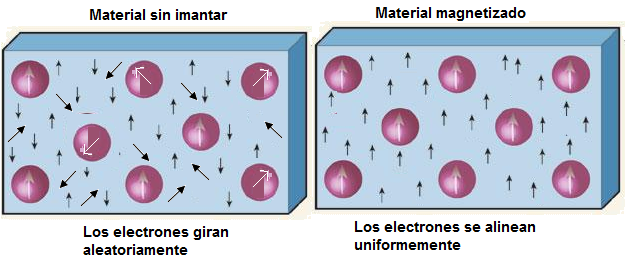 Material sin imantar
Material magnetizado
Los electrones giran
aleatoriamente
Los electrones se alinean
uniformemente